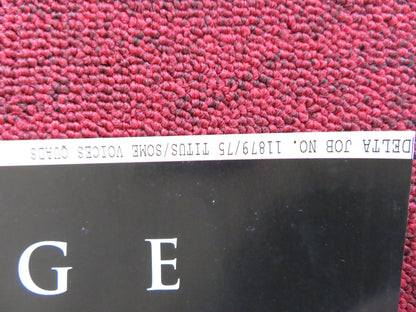 DELTA JOB NO. 11879/75 TITUS/SOME VOICES QUADS
G E